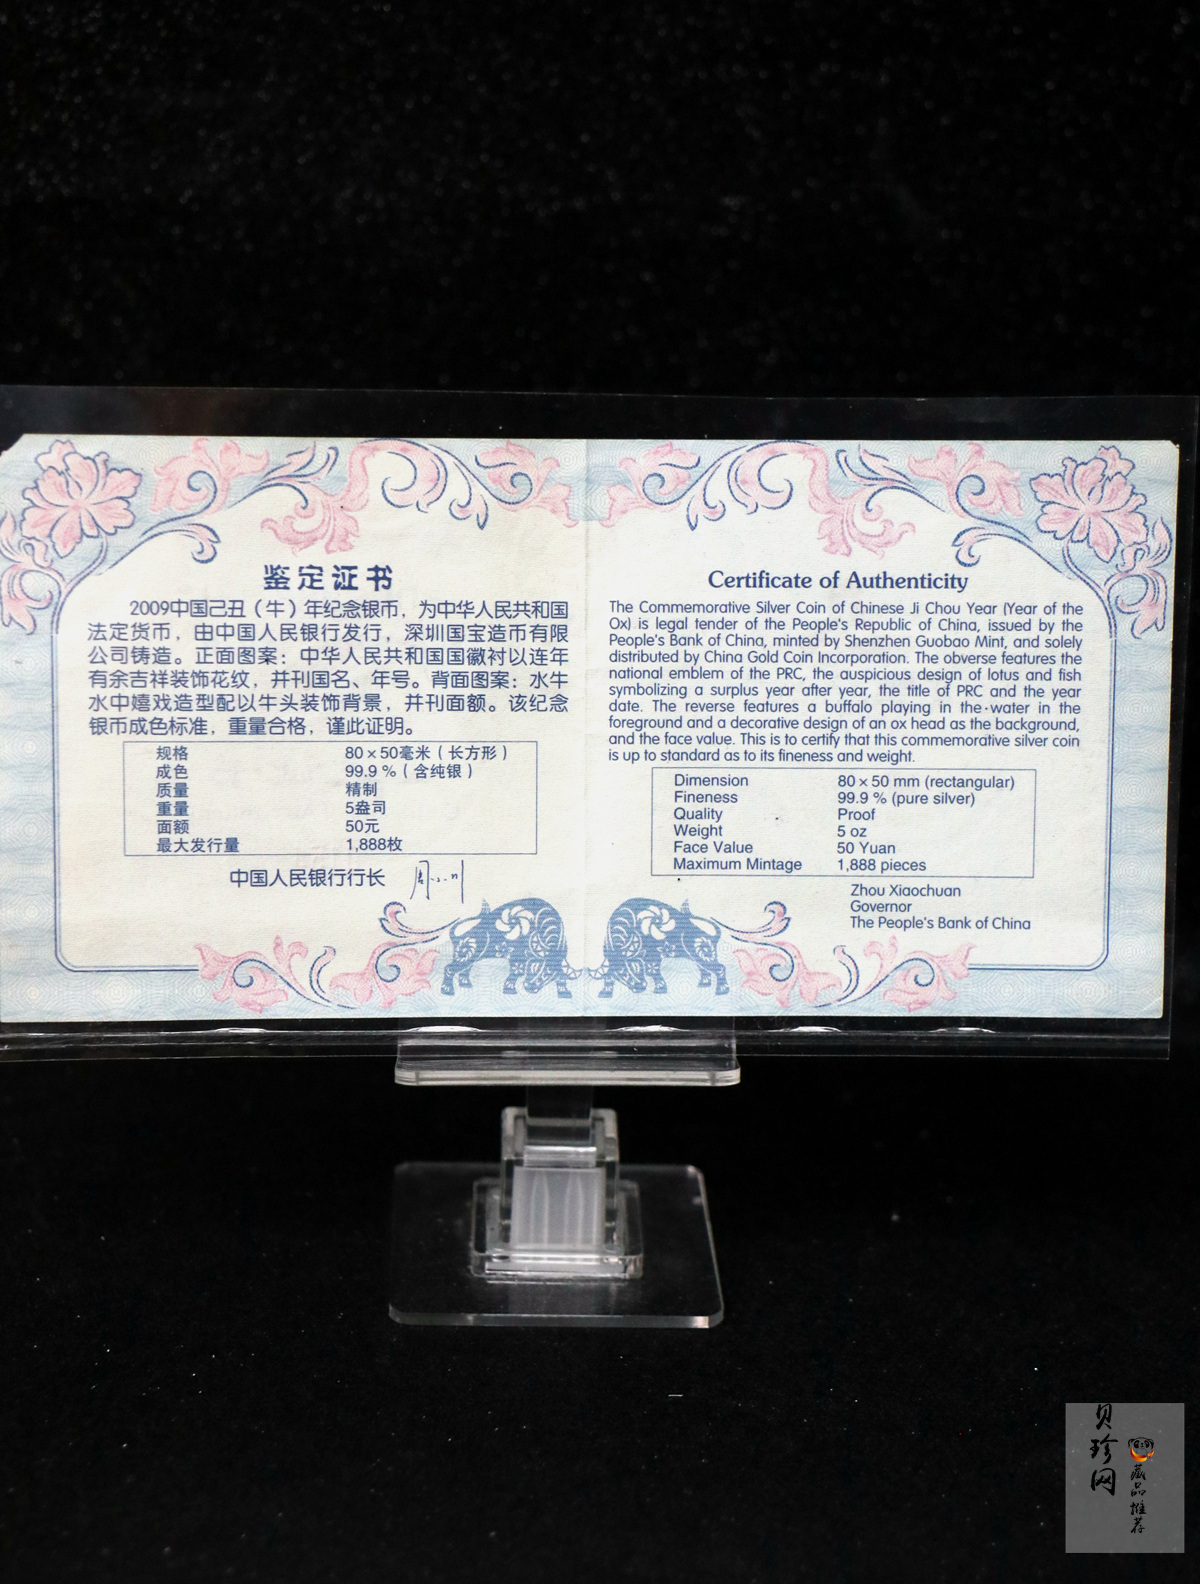 鉴定证书
2009中国己丑（牛）年纪念银币，为中华人民共和国
法定货币，由中国人民银行发行，深圳国宝造币有限
公司铸造。正面图案：中华人民共和国国徽衬以连年
有余吉祥装饰花纹，并刊国名、年号。背面图案：水牛
水中嬉戏造型配以牛头装饰背景，并刊面额。该纪念
银币成色标准，重量合格，谨此证明。
规格 80×50毫米（长方形）
成色 99.9％（含纯银）
质量 精制
重量 5盎司
面额 50元
最大发行量 1,888枚
中国人民银行行长
Certificate of Authenticity
The Commemorative Silver Coin of Chinese Ji Chou Year (Year of the
Ox) is legal tender of the People's Republic of China, issued by the
People's Bank of China, minted by Shenzhen Guobao Mint, and solely
distributed by China Gold Coin Incorporation. The obverse features the
national emblem of the PRC, the auspicious design of lotus and fish
symbolizing a surplus year after year, the title of PRC and the year
date. The reverse features a buffalo playing in the water in the
foreground and a decorative design of an ox head as the background,
and the face value. This is to certify that this commemorative silver coin
is up to standard as to its fineness and weight.
Dimension 80×50 mm (rectangular)
Fineness 99.9 % (pure silver)
Quality Proof
Weight 5 oz
Face Value 50 Yuan
Maximum Mintage 1,888 pieces
Zhou Xiaochuan
Governor
The People's Bank of China
贝珍网
藏品推荐